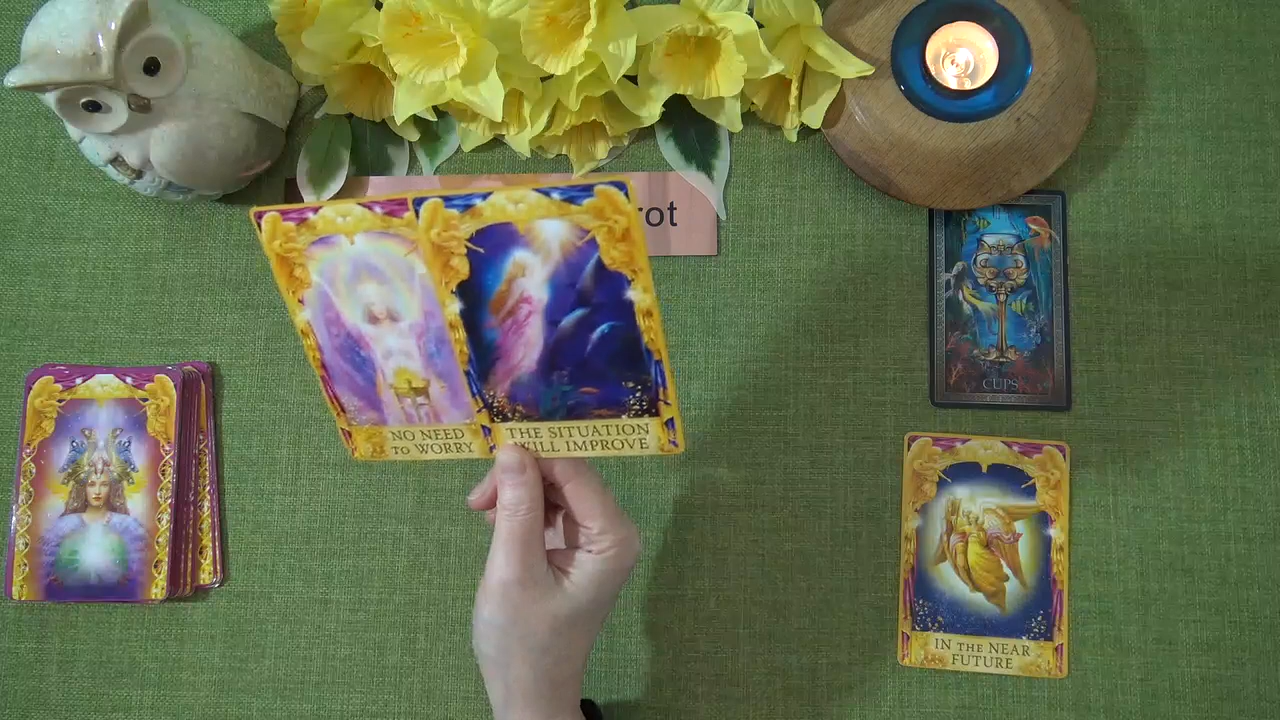 rot
CUPS
NO NEED
TO WORRY
THE SITUATION
WILL IMPROVE
IN THE NEAR
FUTURE